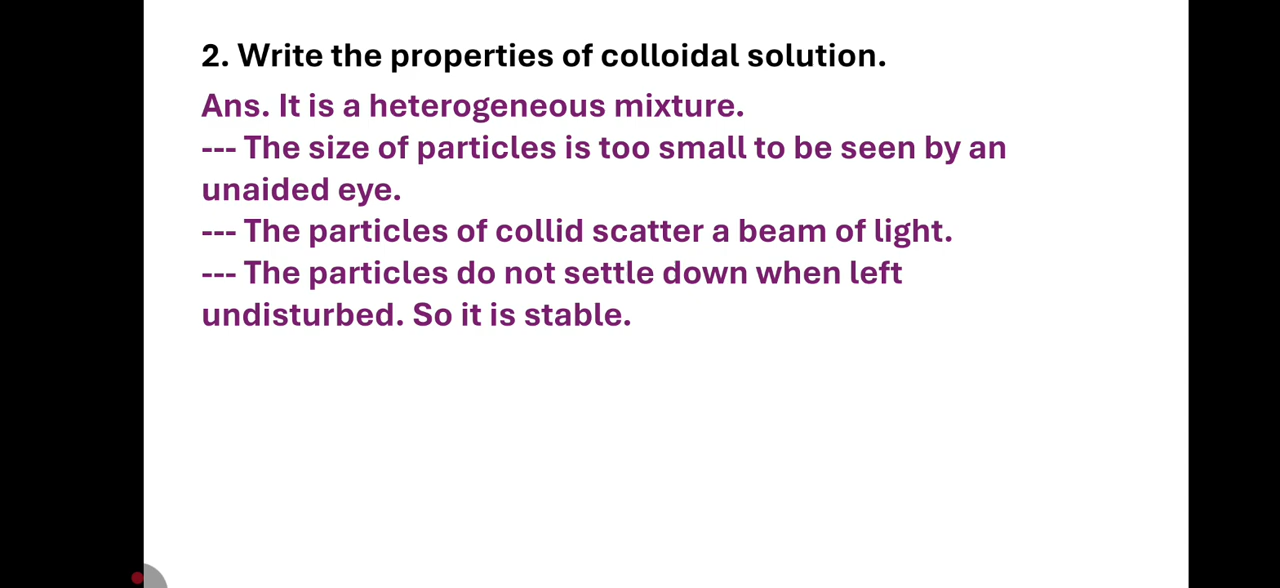 2. Write the properties of colloidal solution.
Ans. It is a heterogeneous mixture.
--- The size of particles is too small to be seen by an
unaided eye.
--- The particles of collid scatter a beam of light.
--- The particles do not settle down when left
undisturbed. So it is stable.